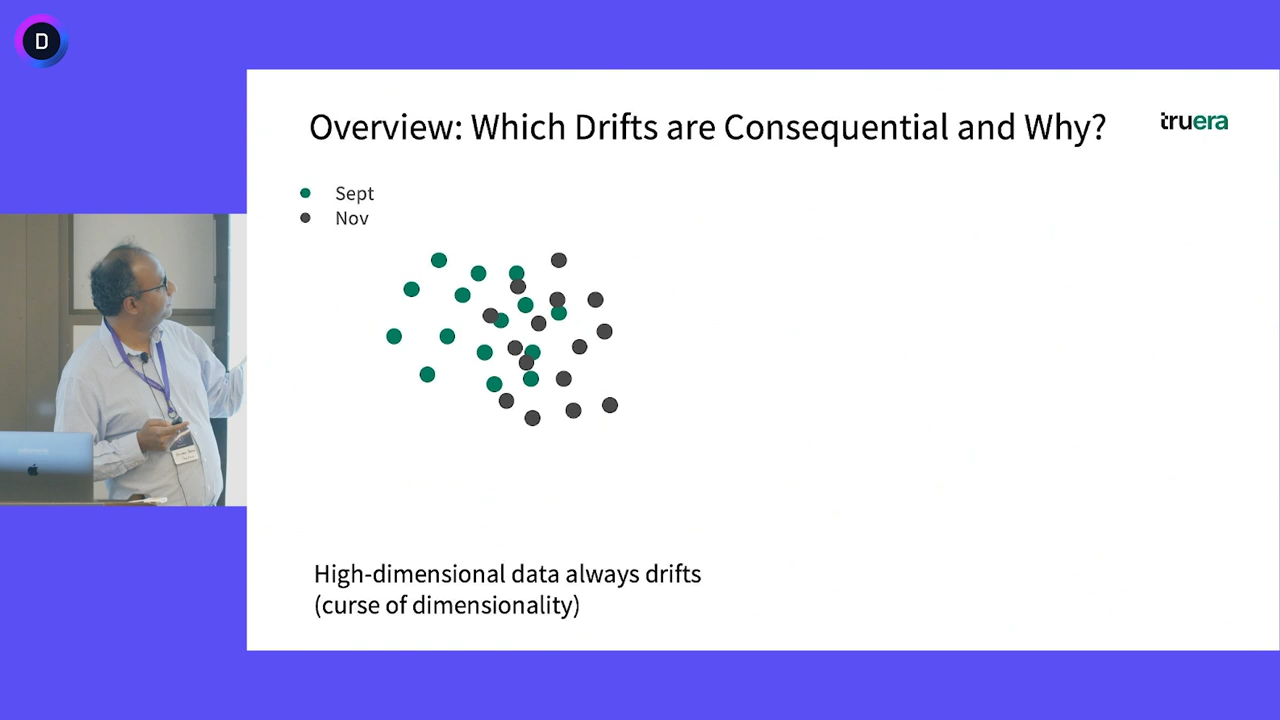 D
Overview: Which Drifts are Consequential and Why?
truera
Sept
Nov
High-dimensional data always drifts
(curse of dimensionality)